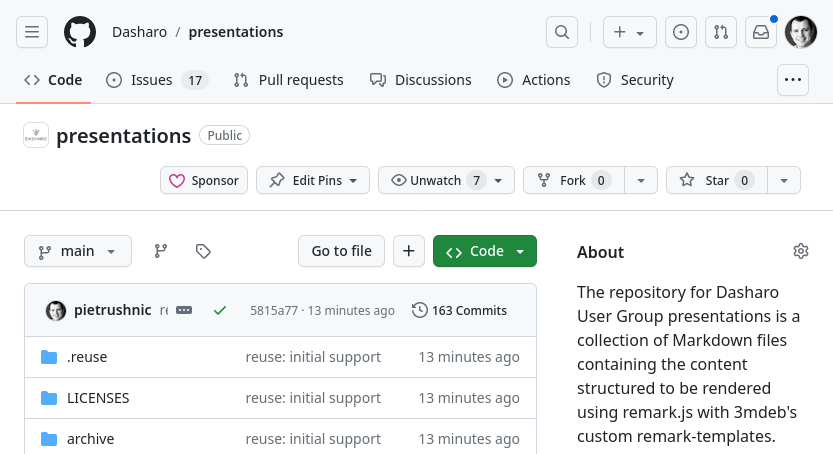 Dasharo / presentations
Code Issues 17 Pull requests Discussions Actions Security
DASHARO presentations Public
Sponsor Edit Pins Unwatch 7 Fork 0 Star 0
main Go to file Code
About
pietrushnic 5815a77 · 13 minutes ago 163 Commits
.reuse reuse: initial support 13 minutes ago
LICENSES reuse: initial support 13 minutes ago
archive reuse: initial support 13 minutes ago
The repository for Dasharo
User Group presentations is a
collection of Markdown files
containing the content
structured to be rendered
using remark.js with 3mdeb's
custom remark-templates.